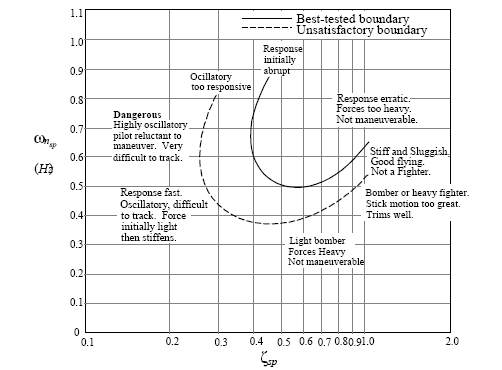 1.1
Best-tested boundary
Unsatisfactory boundary
1.0
Response
initially
abrupt
0.9
Ocillatory
too responsive
0.8
Response erratic.
Forces too heavy.
Not maneuverable.
Dangerous
Highly oscillatory
pilot reluctant to
maneuver. Very
difficult to track.
0.7
ωnsp
(Hz)
0.6
Stiff and Sluggish.
Good flying.
Not a Fighter.
0.5
Response fast.
Oscillatory, difficult
to track. Force
initially light
then stiffens.
Bomber or heavy fighter.
Stick motion too great.
Trims well.
0.4
0.3
Light bomber
Forces Heavy
Not maneuverable
0.2
0.1
0
0.1 0.2 0.3 0.4 0.5 0.6 0.7 0.8 0.9 1.0 2.0
ζsp